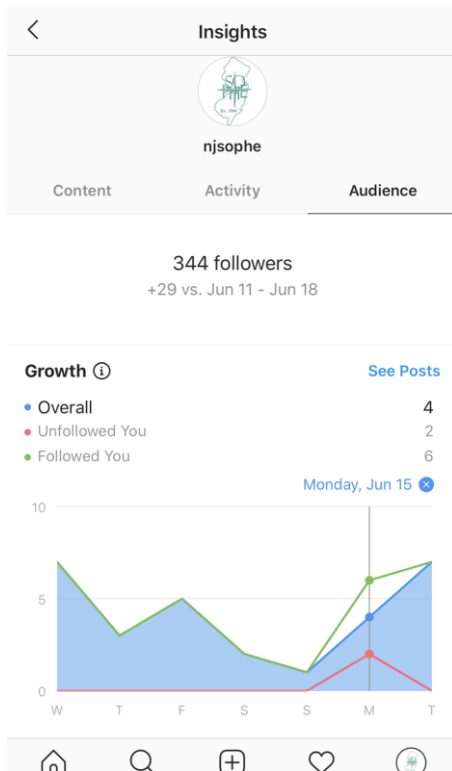 Insights
njsophe
Content Activity Audience
344 followers
+29 vs. Jun 11 - Jun 18
Growth See Posts
Overall 4
Unfollowed You 2
Followed You 6
Monday, Jun 15
10
5
0
W T F S S M T